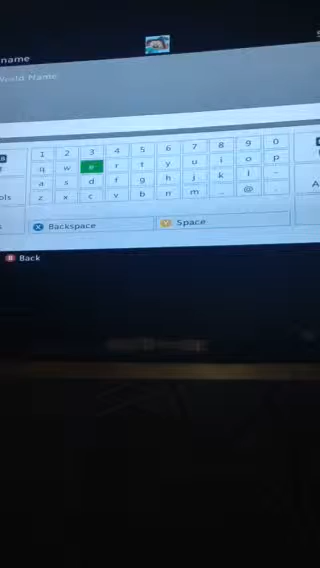 name
World Name
1 2 3 4 5 6 7 8 9 0
q w e r t y u i o p
a s d f g h j k l -
z x c v b n m _ @ .
X Backspace Y Space
B Back